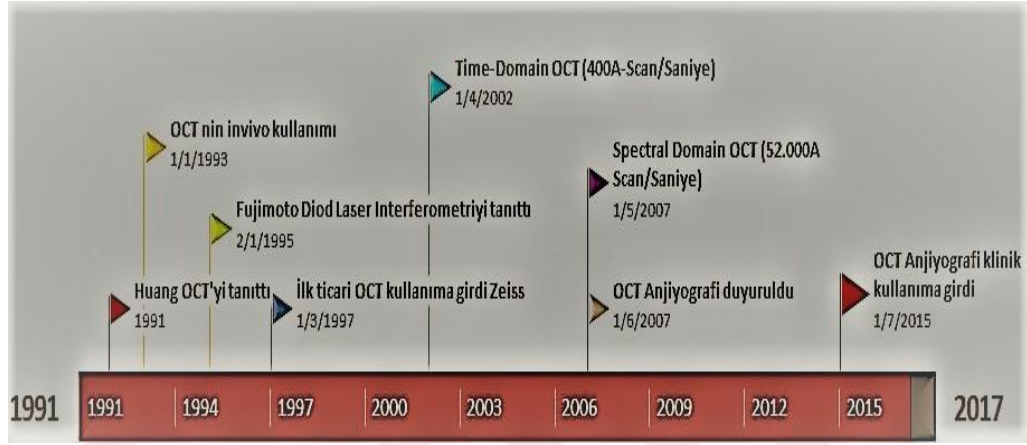 Time-Domain OCT (400A-Scan/Saniye)
1/4/2002
OCT nin invivo kullanımı
1/1/1993
Spectral Domain OCT (52.000A
Scan/Saniye)
1/5/2007
Fujimoto Diod Laser Interferometriyi tanıttı
2/1/1995
OCT Anjiyografi klinik
kullanıma girdi
1/7/2015
Huang OCT'yi tanıttı
1991
İlk ticari OCT kullanıma girdi Zeiss
1/3/1997
OCT Anjiyografi duyuruldu
1/6/2007
1991 1991 1994 1997 2000 2003 2006 2009 2012 2015 2017